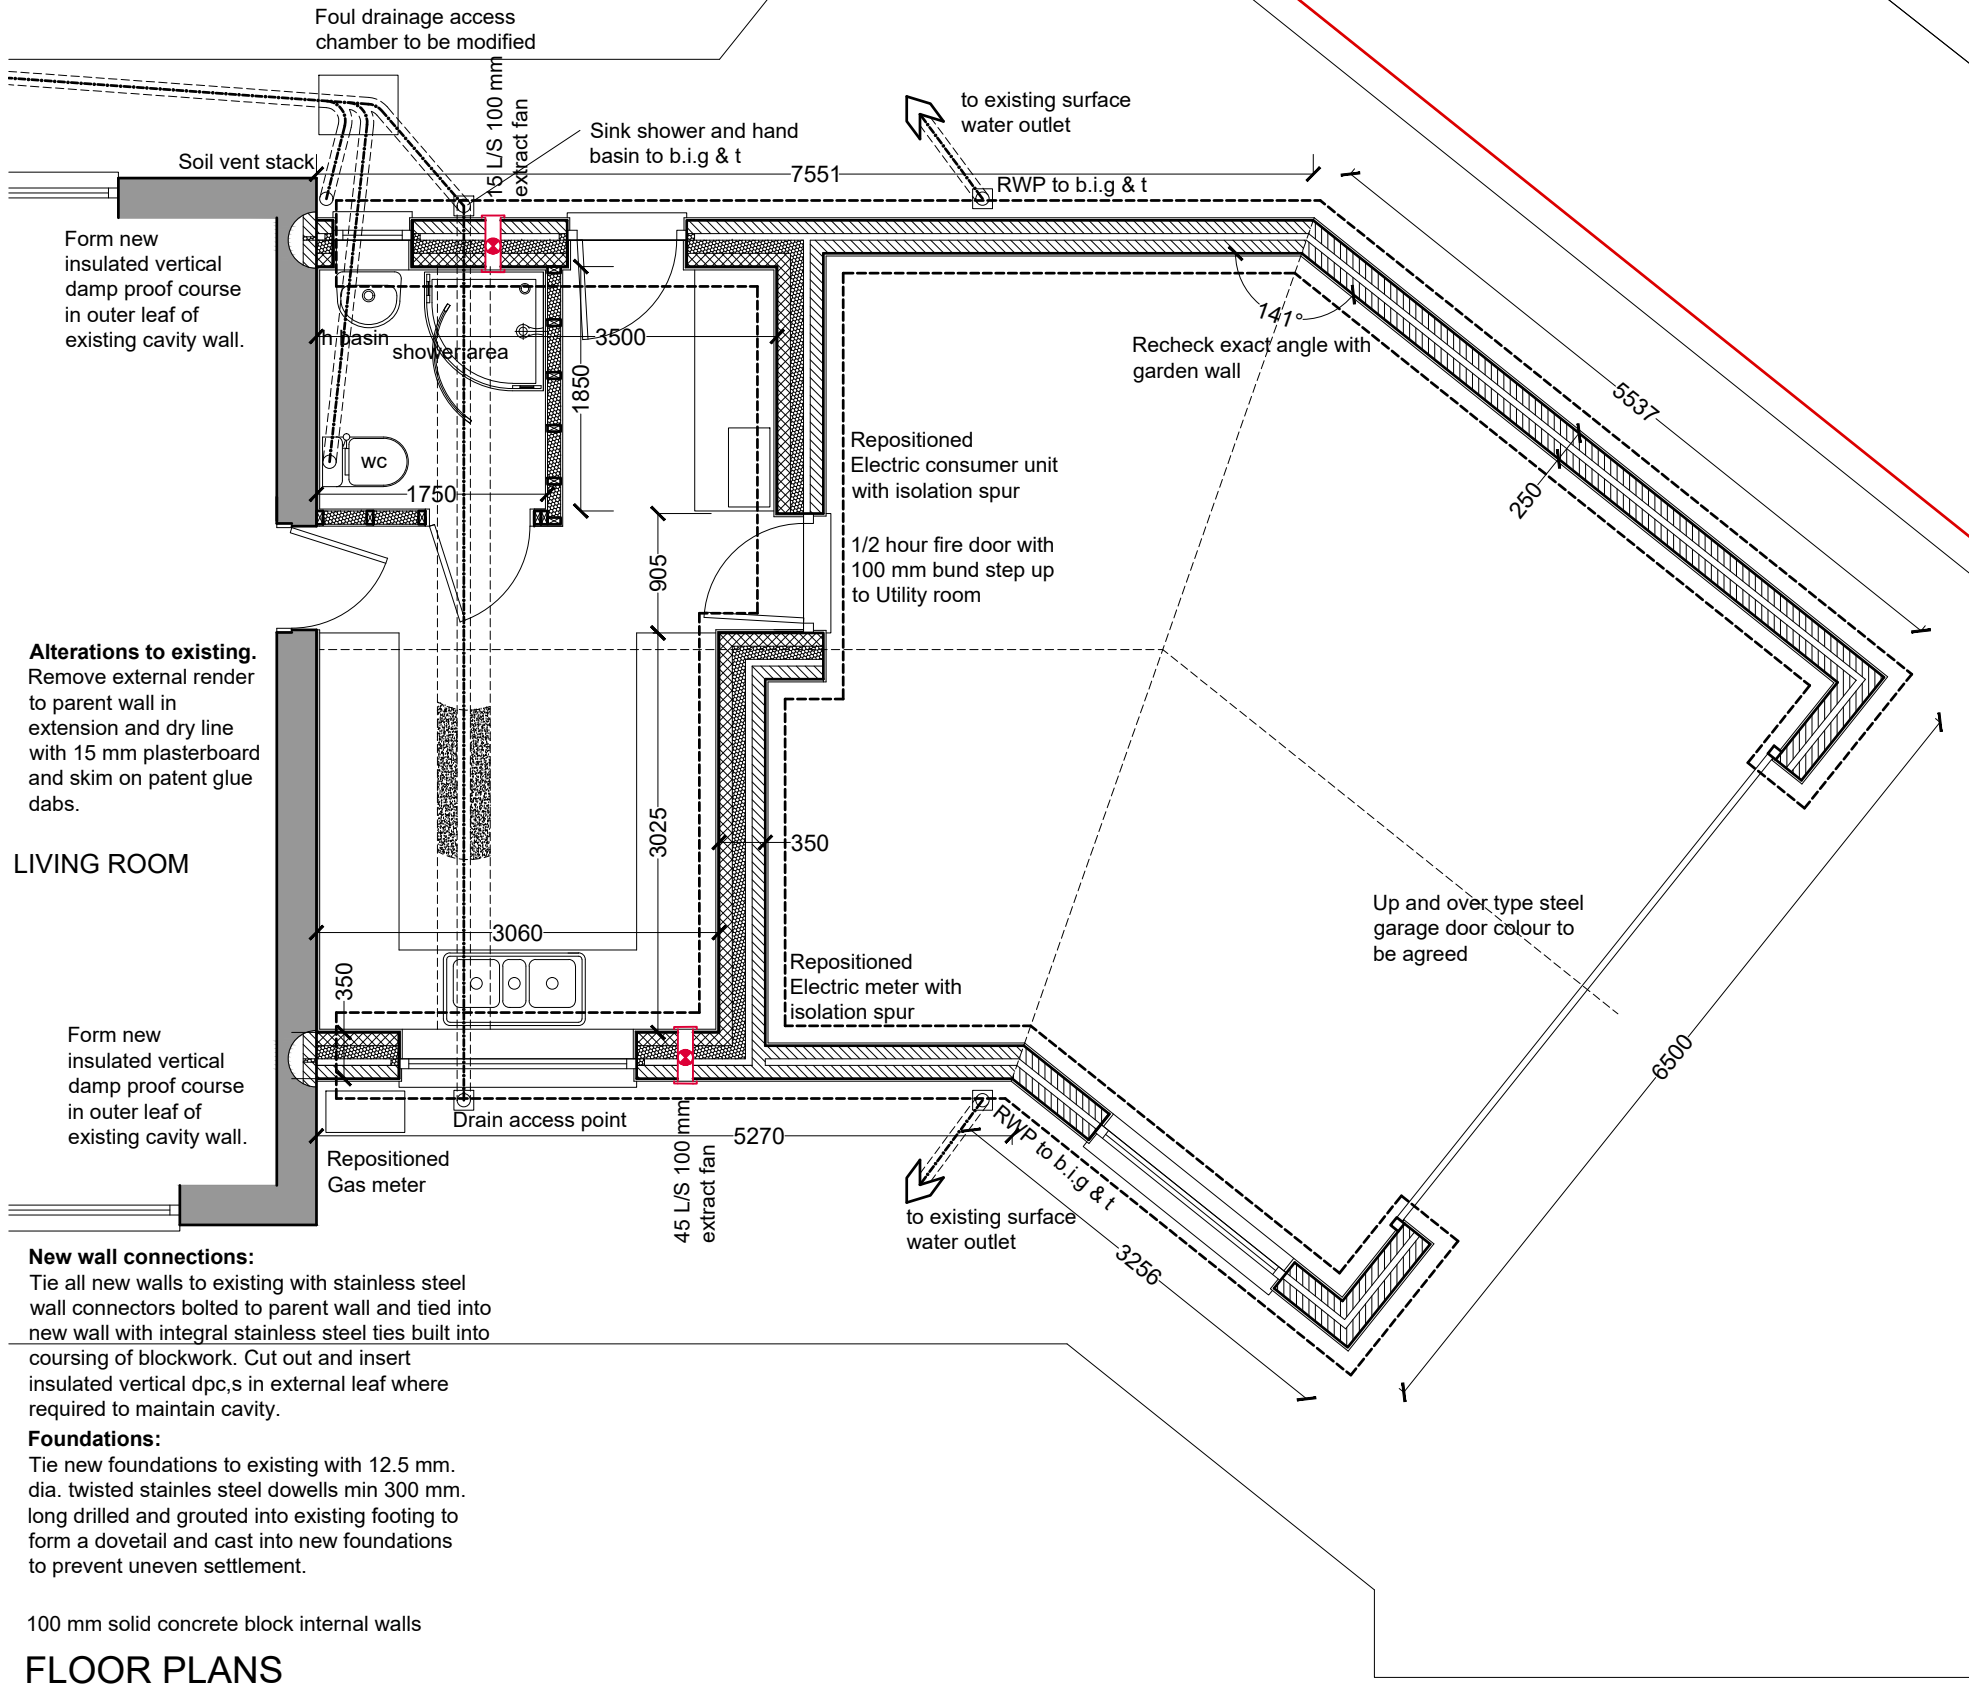 Foul drainage access
chamber to be modified
15 L/S 100 mm
extract fan
Sink shower and hand
basin to b.i.g & t
to existing surface
water outlet
Soil vent stack
7551
RWP to b.i.g & t
Form new
insulated vertical
damp proof course
in outer leaf of
existing cavity wall.
h basin
shower area
3500
1850
141°
Recheck exact angle with
garden wall
5537
250
wc
1750
Repositioned
Electric consumer unit
with isolation spur
905
1/2 hour fire door with
100 mm bund step up
to Utility room
Alterations to existing.
Remove external render
to parent wall in
extension and dry line
with 15 mm plasterboard
and skim on patent glue
dabs.
LIVING ROOM
3025
350
3060
350
Up and over type steel
garage door colour to
be agreed
Repositioned
Electric meter with
isolation spur
6500
Form new
insulated vertical
damp proof course
in outer leaf of
existing cavity wall.
Drain access point
5270
45 L/S 100 mm
extract fan
RWP to b.i.g & t
Repositioned
Gas meter
to existing surface
water outlet
3256
New wall connections:
Tie all new walls to existing with stainless steel
wall connectors bolted to parent wall and tied into
new wall with integral stainless steel ties built into
coursing of blockwork. Cut out and insert
insulated vertical dpc,s in external leaf where
required to maintain cavity.
Foundations:
Tie new foundations to existing with 12.5 mm.
dia. twisted stainles steel dowells min 300 mm.
long drilled and grouted into existing footing to
form a dovetail and cast into new foundations
to prevent uneven settlement.
100 mm solid concrete block internal walls
FLOOR PLANS